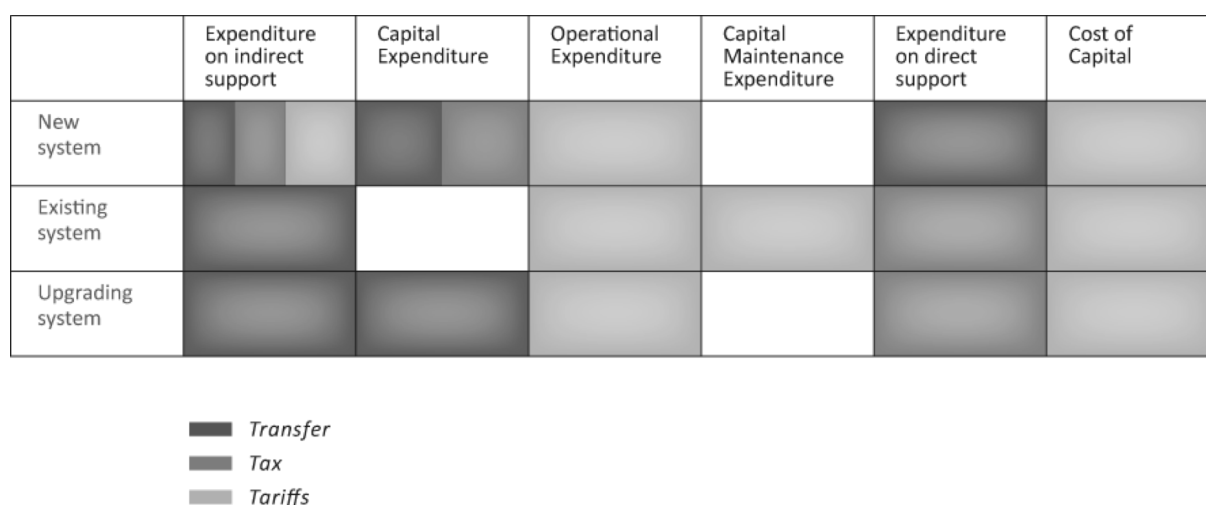 Expenditure
on indirect
support
Capital
Expenditure
Operational
Expenditure
Capital
Maintenance
Expenditure
Expenditure
on direct
support
Cost of
Capital
New
system
Existing
system
Upgrading
system
Transfer
Tax
Tariffs